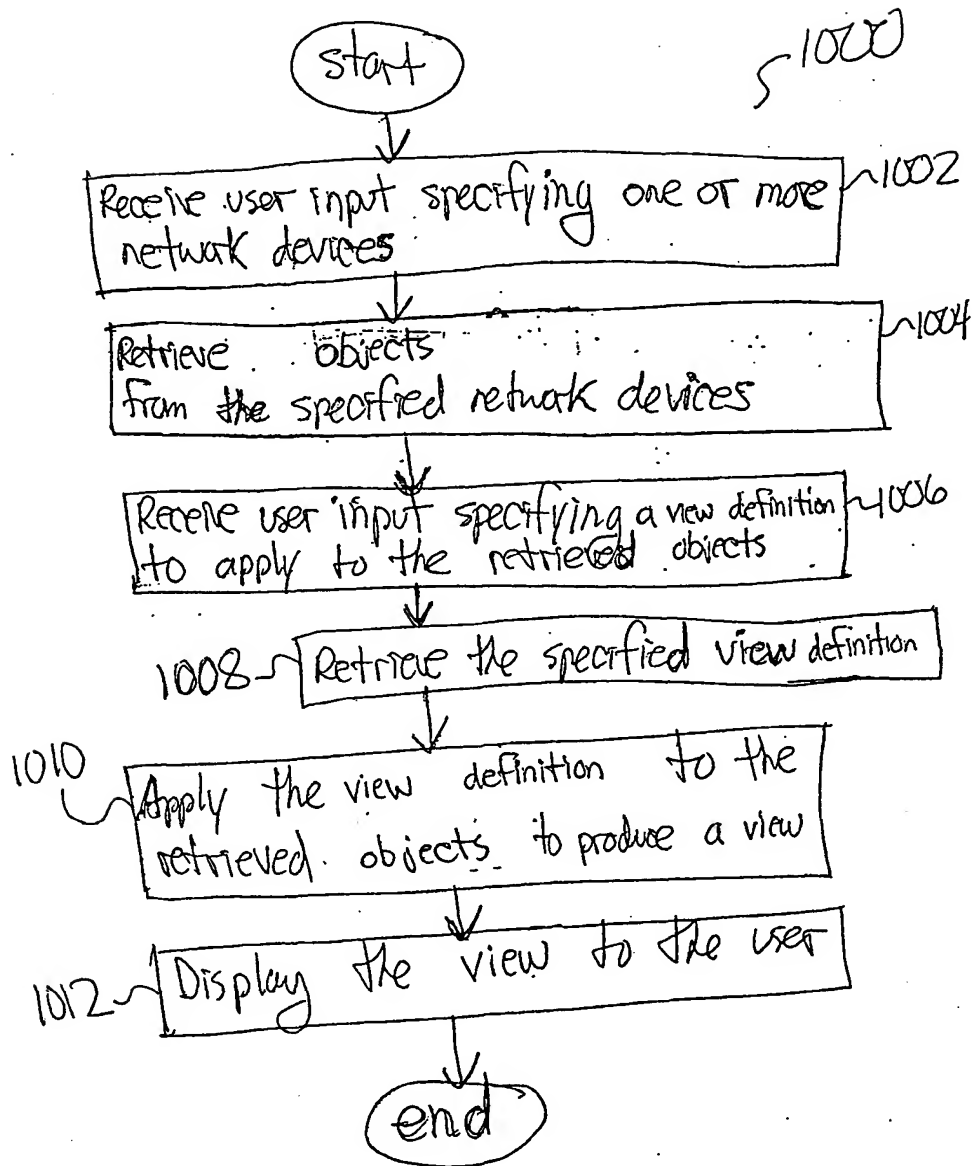 start
1000
Receive user input specifying one or more
network devices
1002
Retrieve objects
from the specified network devices
1004
Receive user input specifying a view definition
to apply to the retrieved objects
1006
1008
Retrieve the specified view definition
1010
Apply the view definition to the
retrieved objects to produce a view
1012
Display the view to the user
end